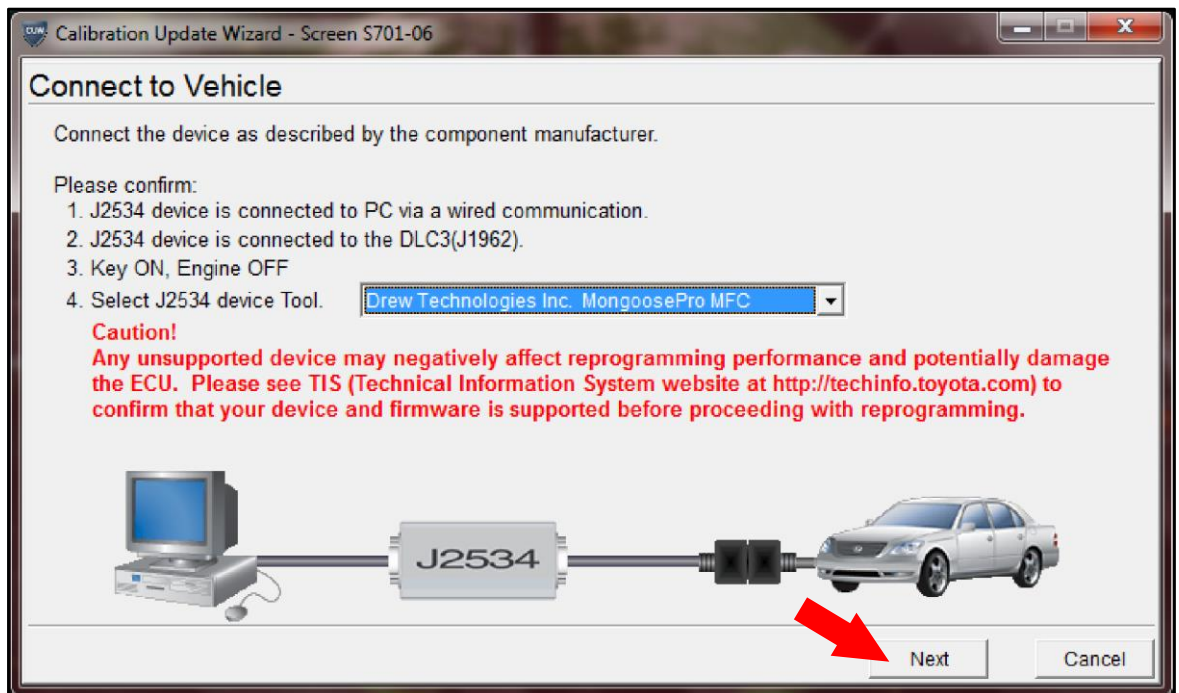 CUW Calibration Update Wizard - Screen S701-06
X
Connect to Vehicle
Connect the device as described by the component manufacturer.
Please confirm:
1. J2534 device is connected to PC via a wired communication.
2. J2534 device is connected to the DLC3(J1962).
3. Key ON, Engine OFF
4. Select J2534 device Tool. Drew Technologies Inc. MongoosePro MFC
Caution!
Any unsupported device may negatively affect reprogramming performance and potentially damage
the ECU. Please see TIS (Technical Information System website at http://techinfo.toyota.com) to
confirm that your device and firmware is supported before proceeding with reprogramming.
J2534
Next Cancel